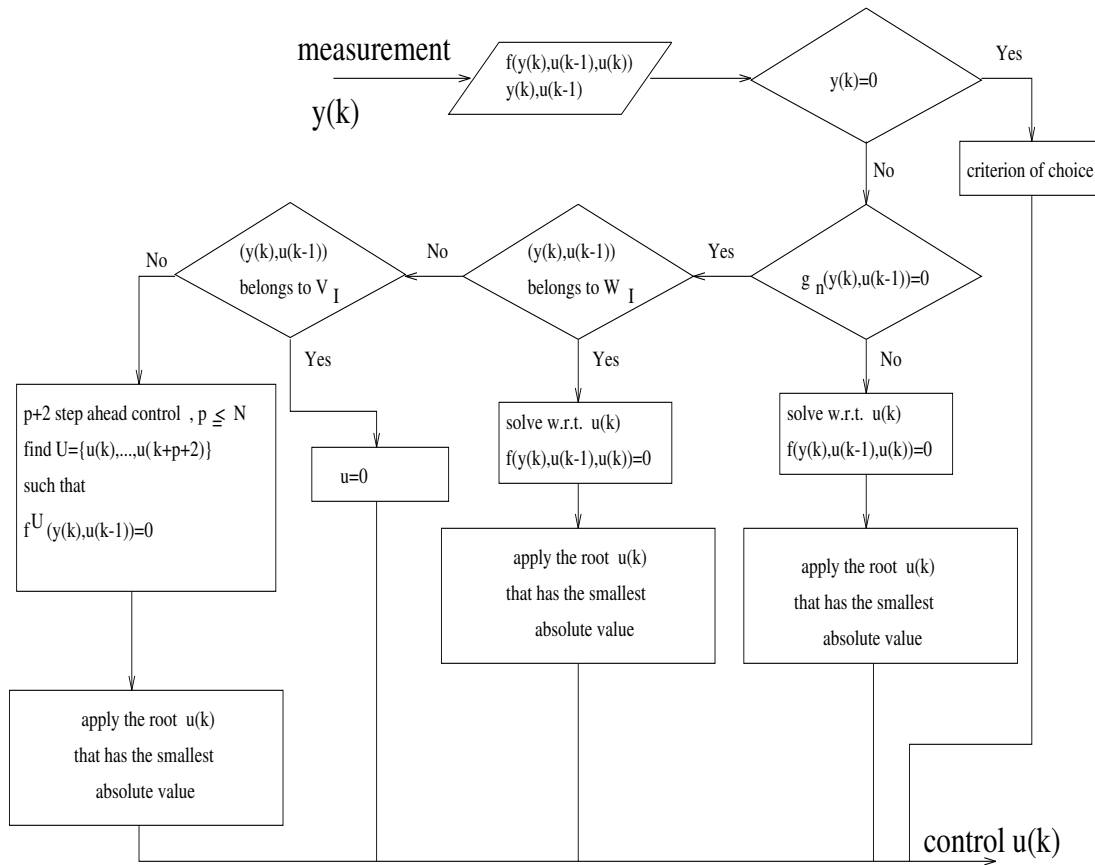 measurement
y(k)
f(y(k),u(k-1),u(k))
y(k),u(k-1)
y(k)=0
Yes
criterion of choice
No
g n(y(k),u(k-1))=0
Yes
(y(k),u(k-1))
belongs to W I
No
(y(k),u(k-1))
belongs to V I
No
Yes
Yes
No
p+2 step ahead control , p ≦ N
find U={u(k),...,u(k+p+2)}
such that
f U (y(k),u(k-1))=0
u=0
solve w.r.t. u(k)
f(y(k),u(k-1),u(k))=0
solve w.r.t. u(k)
f(y(k),u(k-1),u(k))=0
apply the root u(k)
that has the smallest
absolute value
apply the root u(k)
that has the smallest
absolute value
apply the root u(k)
that has the smallest
absolute value
control u(k)